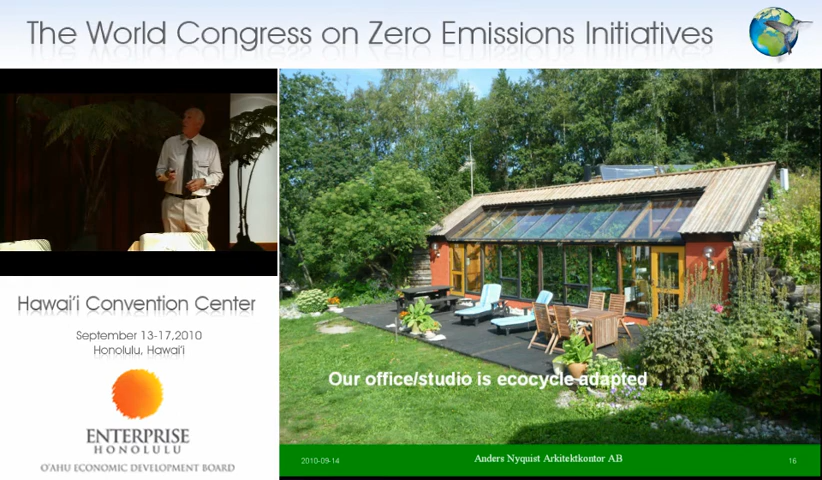 The World Congress on Zero Emissions Initiatives
Hawai'i Convention Center
September 13-17,2010
Honolulu, Hawai'i
ENTERPRISE
HONOLULU
O'AHU ECONOMIC DEVELOPMENT BOARD
Our office/studio is ecocycle adapted
2010-09-14
Anders Nyquist Arkitektkontor AB
16